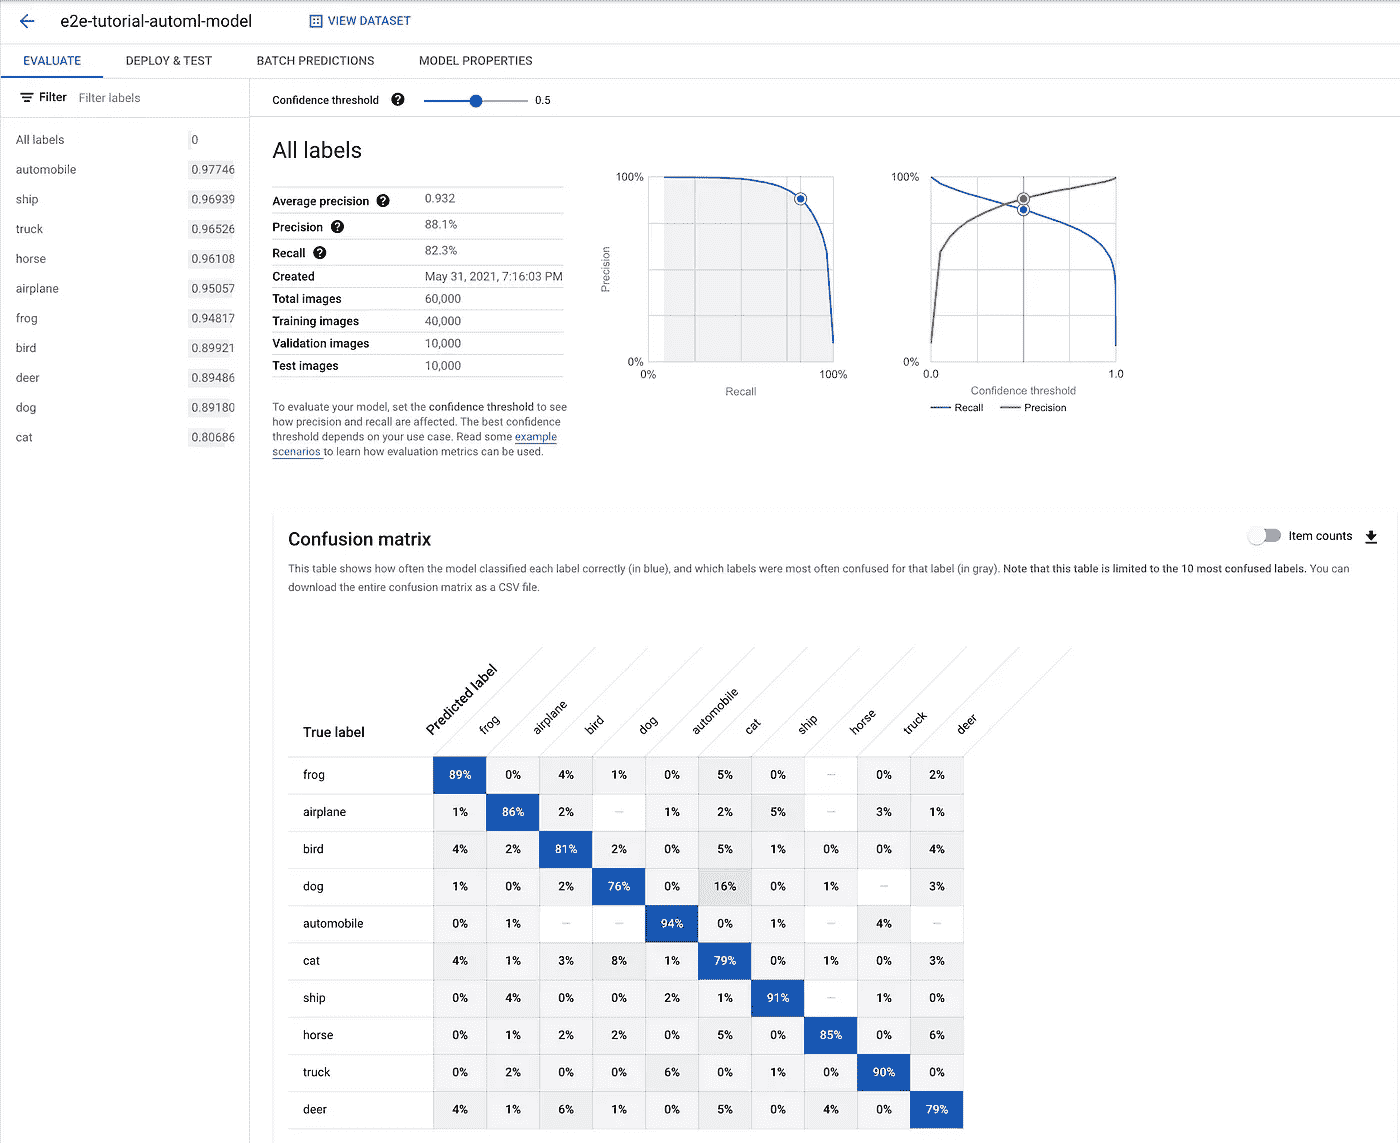 e2e-tutorial-automl-model VIEW DATASET
EVALUATE DEPLOY & TEST BATCH PREDICTIONS MODEL PROPERTIES
Filter Filter labels
All labels 0
automobile 0.97746
ship 0.96939
truck 0.96526
horse 0.96108
airplane 0.95057
frog 0.94817
bird 0.89921
deer 0.89486
dog 0.89180
cat 0.80686
Confidence threshold ? 0.5
All labels
Average precision ? 0.932
Precision ? 88.1%
Recall ? 82.3%
Created May 31, 2021, 7:16:03 PM
Total images 60,000
Training images 40,000
Validation images 10,000
Test images 10,000
To evaluate your model, set the confidence threshold to see
how precision and recall are affected. The best confidence
threshold depends on your use case. Read some example
scenarios to learn how evaluation metrics can be used.
100%
Precision
0%
0% 100%
Recall
100%
0%
0.0 1.0
Confidence threshold
Recall Precision
Confusion matrix
Item counts
This table shows how often the model classified each label correctly (in blue), and which labels were most often confused for that label (in gray). Note that this table is limited to the 10 most confused labels. You can
download the entire confusion matrix as a CSV file.
True label Predicted label frog airplane bird dog automobile cat ship horse truck deer
frog 89% 0% 4% 1% 0% 5% 0% — 0% 2%
airplane 1% 86% 2% — 1% 2% 5% — 3% 1%
bird 4% 2% 81% 2% 0% 5% 1% 0% 0% 4%
dog 1% 0% 2% 76% 0% 16% 0% 1% — 3%
automobile 0% 1% — — 94% 0% 1% — 4% —
cat 4% 1% 3% 8% 1% 79% 0% 1% 0% 3%
ship 0% 4% 0% 0% 2% 1% 91% — 1% 0%
horse 0% 1% 2% 2% 0% 5% 0% 85% 0% 6%
truck 0% 2% 0% 0% 6% 0% 1% 0% 90% 0%
deer 4% 1% 6% 1% 0% 5% 0% 4% 0% 79%